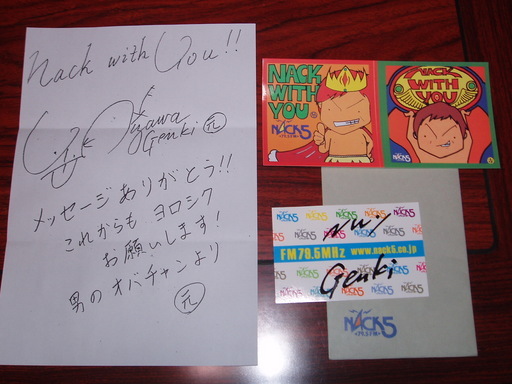 Nack with You!!
Ozawa
Genki 元
メッセージありがとう!!
これからも ヨロシク
お願いします!
男の オバチャンより
元
NACK
WITH
YOU
NACK5
NACK
WITH
YOU
NACK5
FM79.5MHz www.nack5.co.jp
Genki
NACK5
79.5 FM